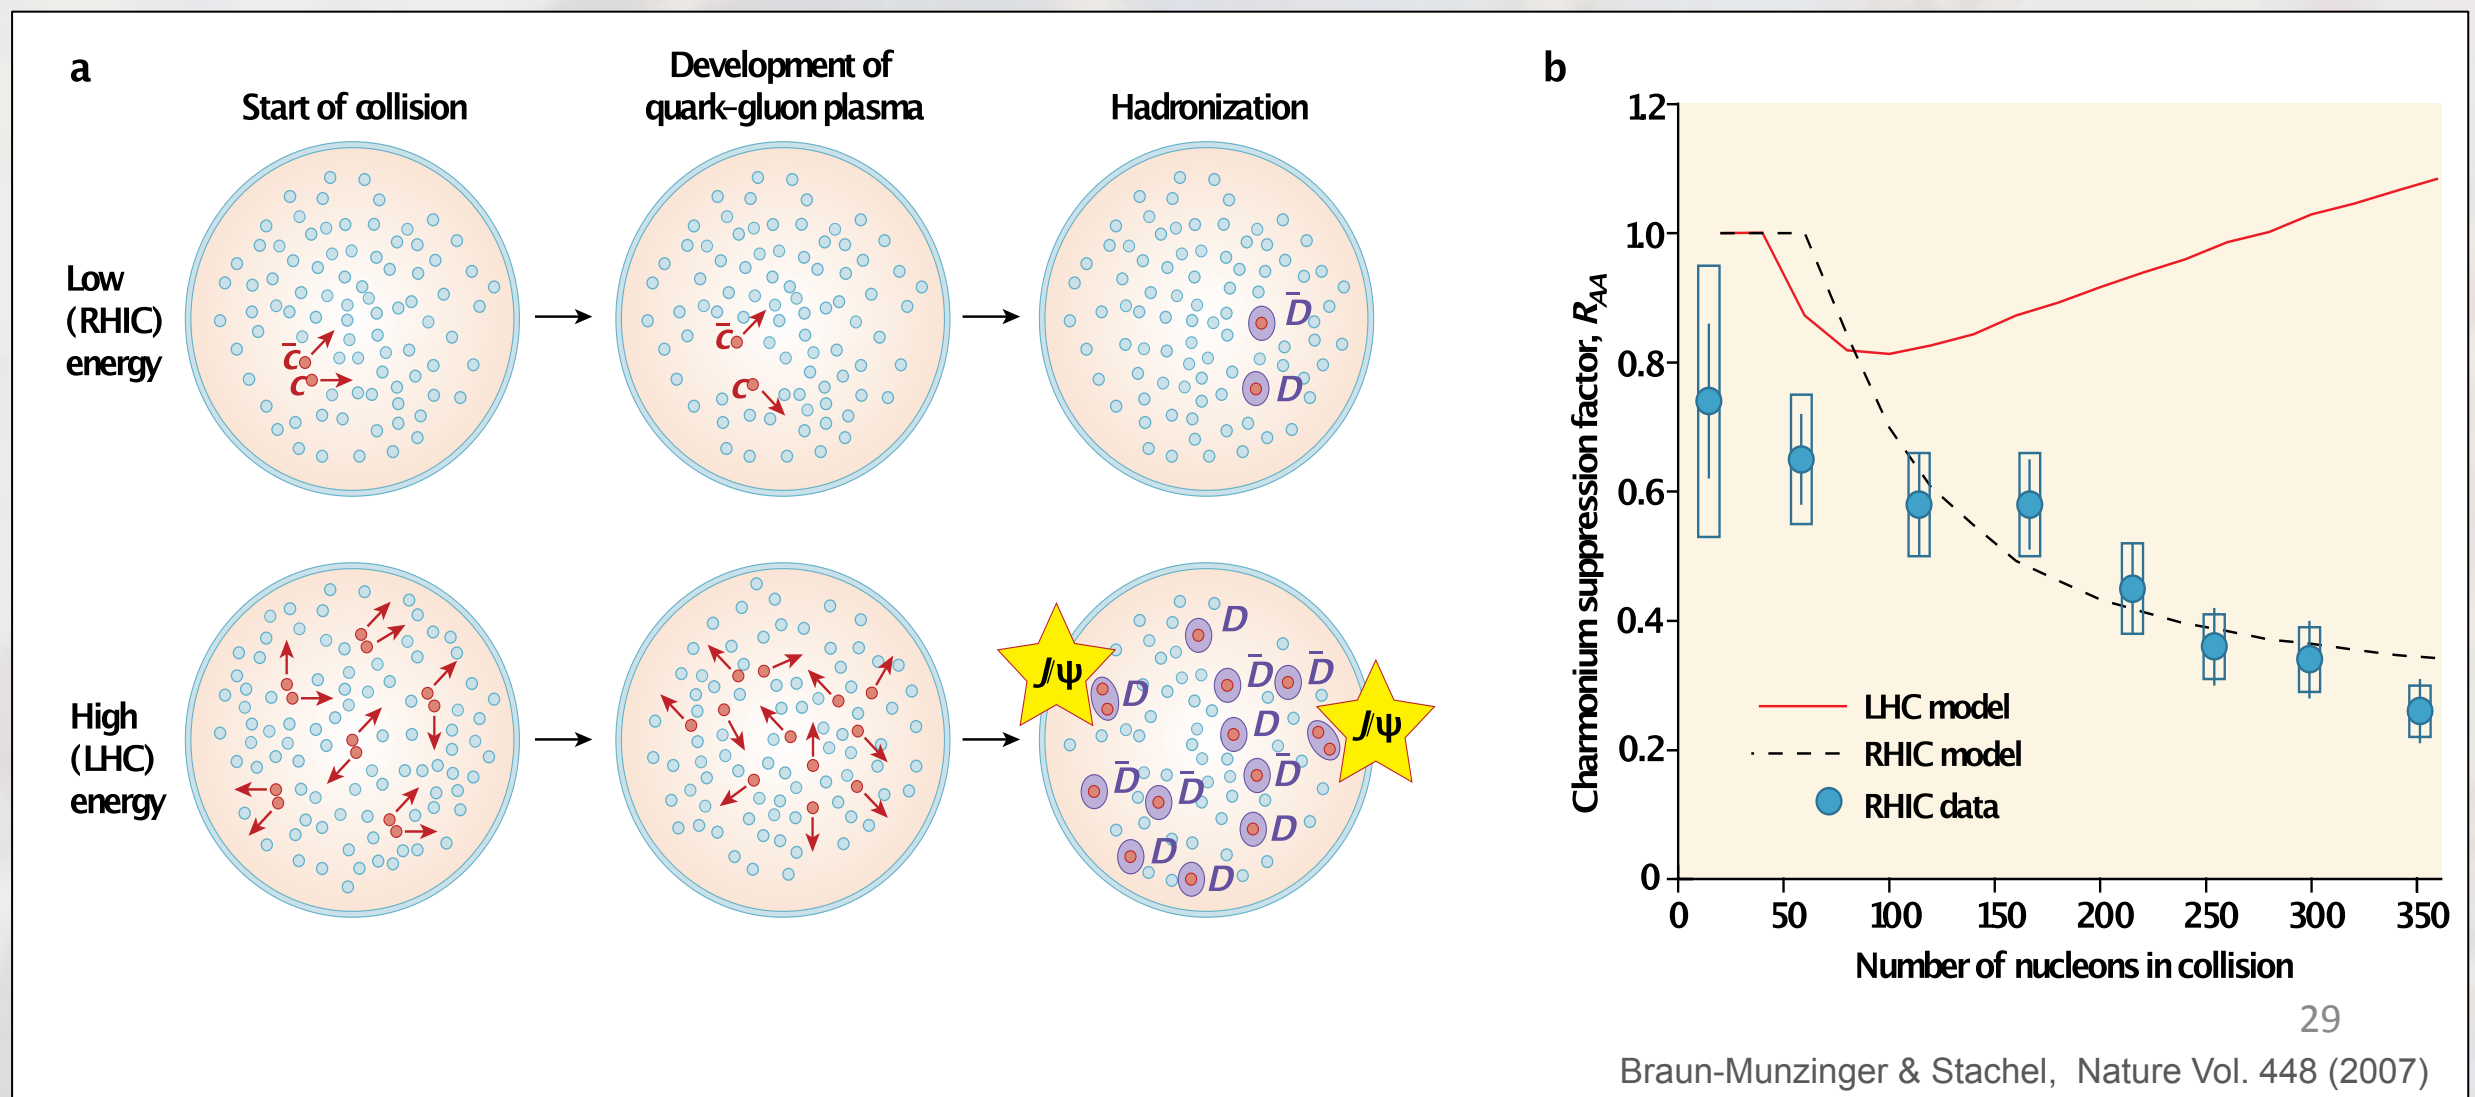 a
Start of collision
Development of
quark–gluon plasma
Hadronization
Low
(RHIC)
energy
c̄
c
c̄
c
D̄
D
High
(LHC)
energy
J/ψ
D
D
D̄
D̄
J/ψ
D
D̄
D̄
D̄
D
D
D
b
Charmonium suppression factor, R_AA
1.2
1.0
0.8
0.6
0.4
0.2
0
LHC model
RHIC model
RHIC data
0 50 100 150 200 250 300 350
Number of nucleons in collision
29
Braun-Munzinger & Stachel, Nature Vol. 448 (2007)